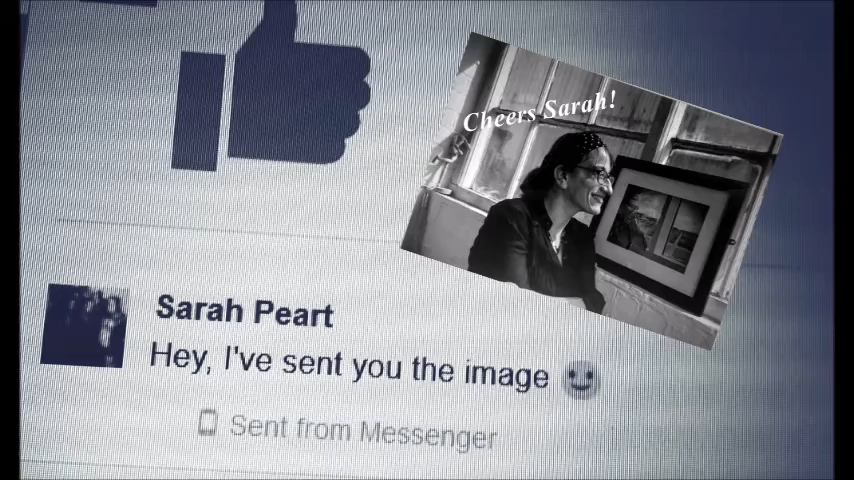 Cheers Sarah!
Sarah Peart
Hey, I've sent you the image
Sent from Messenger